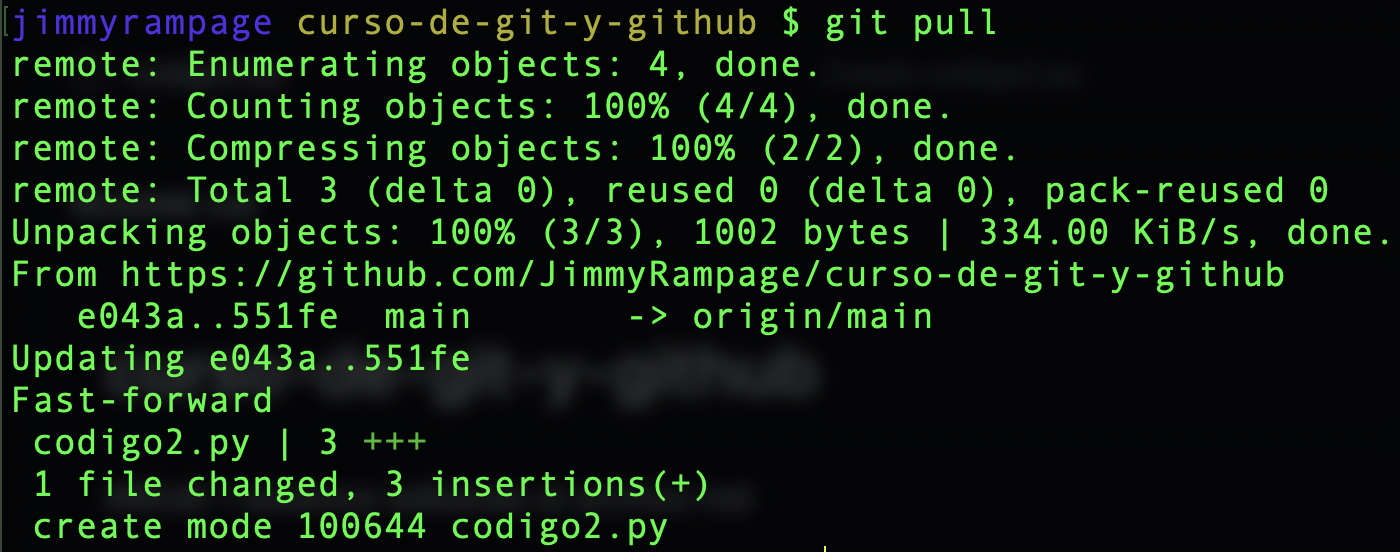 jimmyrampage curso-de-git-y-github $ git pull
remote: Enumerating objects: 4, done.
remote: Counting objects: 100% (4/4), done.
remote: Compressing objects: 100% (2/2), done.
remote: Total 3 (delta 0), reused 0 (delta 0), pack-reused 0
Unpacking objects: 100% (3/3), 1002 bytes | 334.00 KiB/s, done.
From https://github.com/JimmyRampage/curso-de-git-y-github
   e043a..551fe  main       -> origin/main
Updating e043a..551fe
Fast-forward
 codigo2.py | 3 +++
 1 file changed, 3 insertions(+)
 create mode 100644 codigo2.py